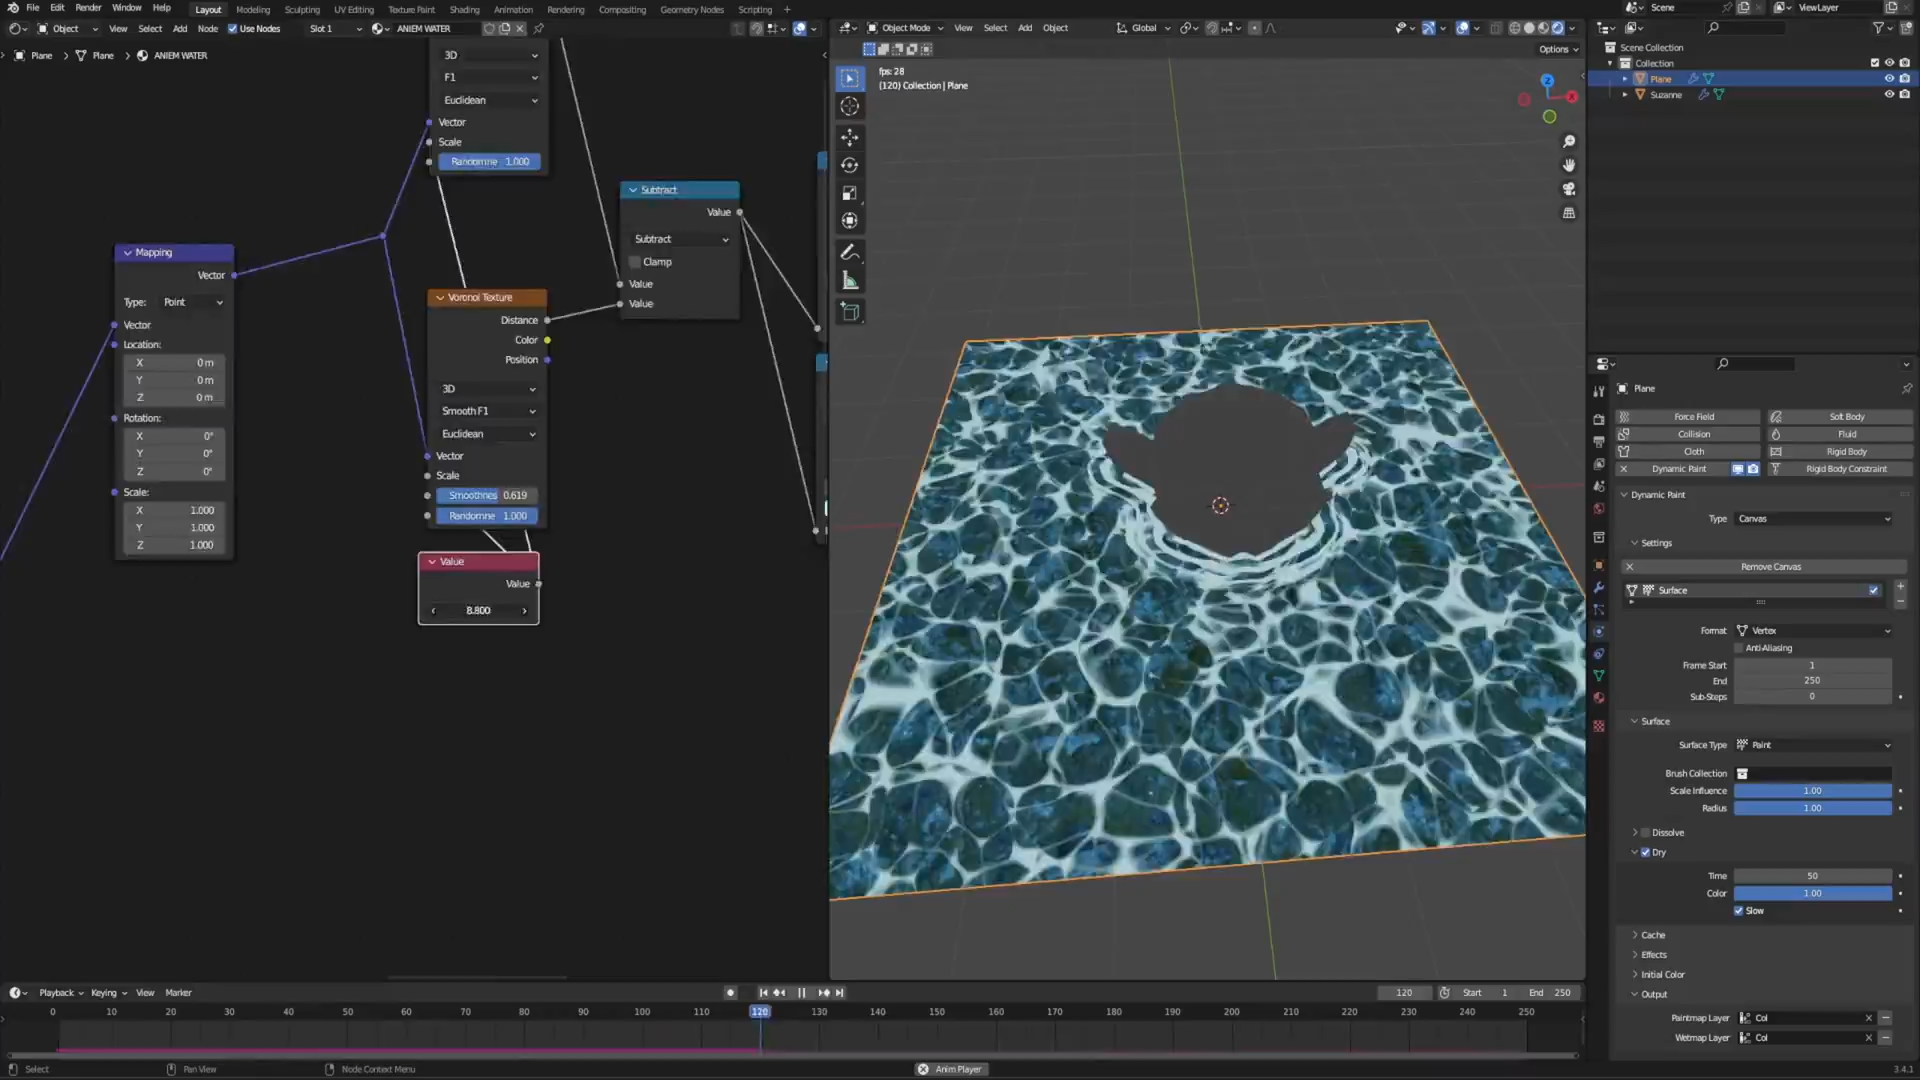 File Edit Render Window Help Layout Modeling Sculpting UV Editing Texture Paint Shading Animation Rendering Compositing Geometry Nodes Scripting + Scene ViewLayer
Object View Select Add Node Use Nodes Slot 1 ANIEM WATER Object Mode View Select Add Object Global
Plane > Plane > ANIEM WATER
Options
fps: 28
(120) Collection | Plane
Z
X
3D
F1
Euclidean
Vector
Scale
Randomne 1.000
Mapping
Vector
Type: Point
Vector
Location:
X 0 m
Y 0 m
Z 0 m
Rotation:
X 0°
Y 0°
Z 0°
Scale:
X 1.000
Y 1.000
Z 1.000
Voronoi Texture
Distance
Color
Position
3D
Smooth F1
Euclidean
Vector
Scale
Smoothnes 0.619
Randomne 1.000
Value
Value
8.800
Subtract
Value
Subtract
Clamp
Value
Value
Scene Collection
Collection
Plane
Suzanne
Plane
Force Field Soft Body
Collision Fluid
Cloth Rigid Body
Dynamic Paint Rigid Body Constraint
Dynamic Paint
Type Canvas
Settings
Remove Canvas
Surface
Format Vertex
Anti-Aliasing
Frame Start 1
End 250
Sub-Steps 0
Surface
Surface Type Paint
Brush Collection
Scale Influence 1.00
Radius 1.00
Dissolve
Dry
Time 50
Color 1.00
Slow
Cache
Effects
Initial Color
Output
Paintmap Layer Col
Wetmap Layer Col
Playback Keying View Marker 120 Start 1 End 250
0 10 20 30 40 50 60 70 80 90 100 110 120 130 140 150 160 170 180 190 200 210 220 230 240 250
Select Pan View Node Context Menu Anim Player 3.4.1